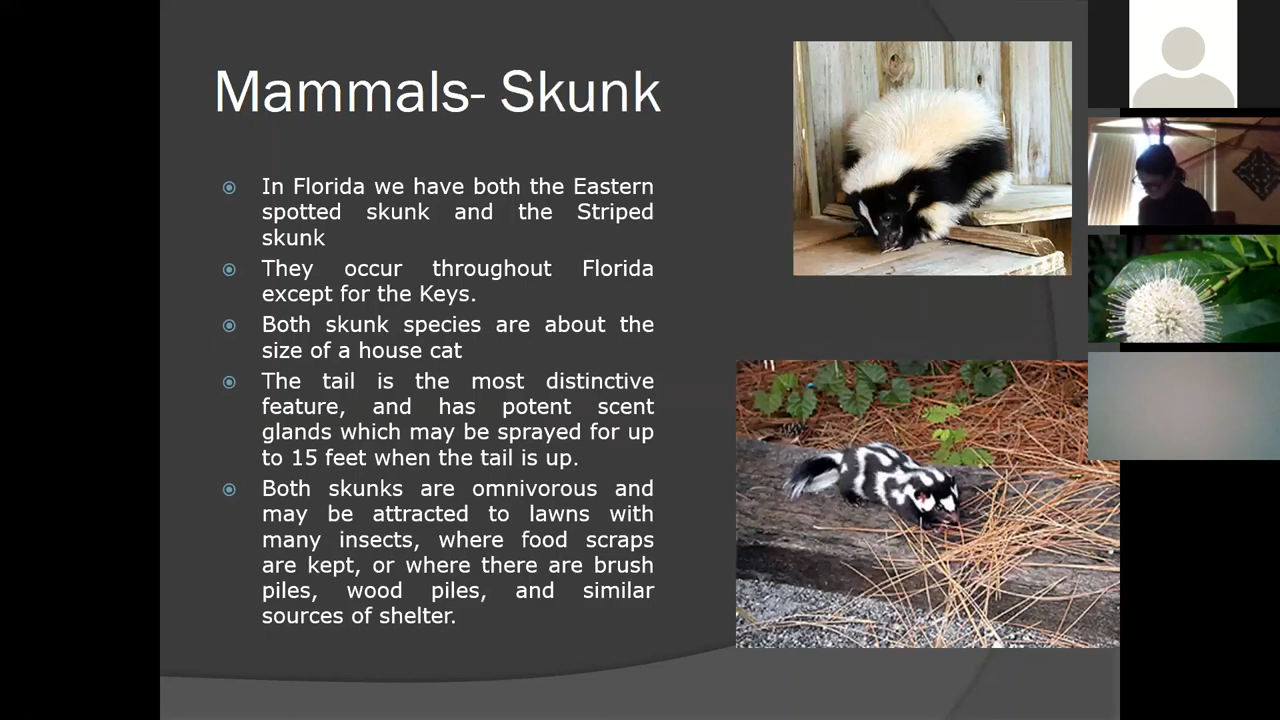 Mammals- Skunk
In Florida we have both the Eastern
spotted skunk and the Striped
skunk
They occur throughout Florida
except for the Keys.
Both skunk species are about the
size of a house cat
The tail is the most distinctive
feature, and has potent scent
glands which may be sprayed for up
to 15 feet when the tail is up.
Both skunks are omnivorous and
may be attracted to lawns with
many insects, where food scraps
are kept, or where there are brush
piles, wood piles, and similar
sources of shelter.